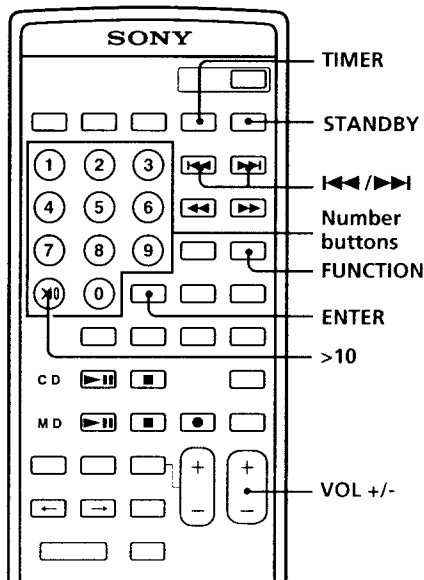 SONY
TIMER
STANDBY
1 2 3
⏮ ⏭
⏮/⏭
4 5 6
◀◀ ▶▶
Number
buttons
7 8 9
FUNCTION
>10 0
ENTER
>10
CD ▶⏸ ■
MD ▶⏸ ■ ●
+ +
VOL +/-
← → − −